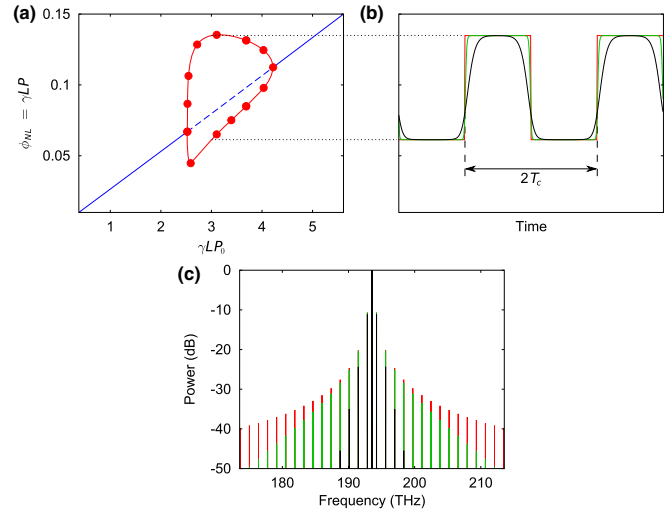 (a)
0.15
0.1
0.05
ϕNL = γLP
1 2 3 4 5
γLP0
(b)
2Tc
Time
(c)
0
-10
-20
-30
-40
-50
Power (dB)
180 190 200 210
Frequency (THz)